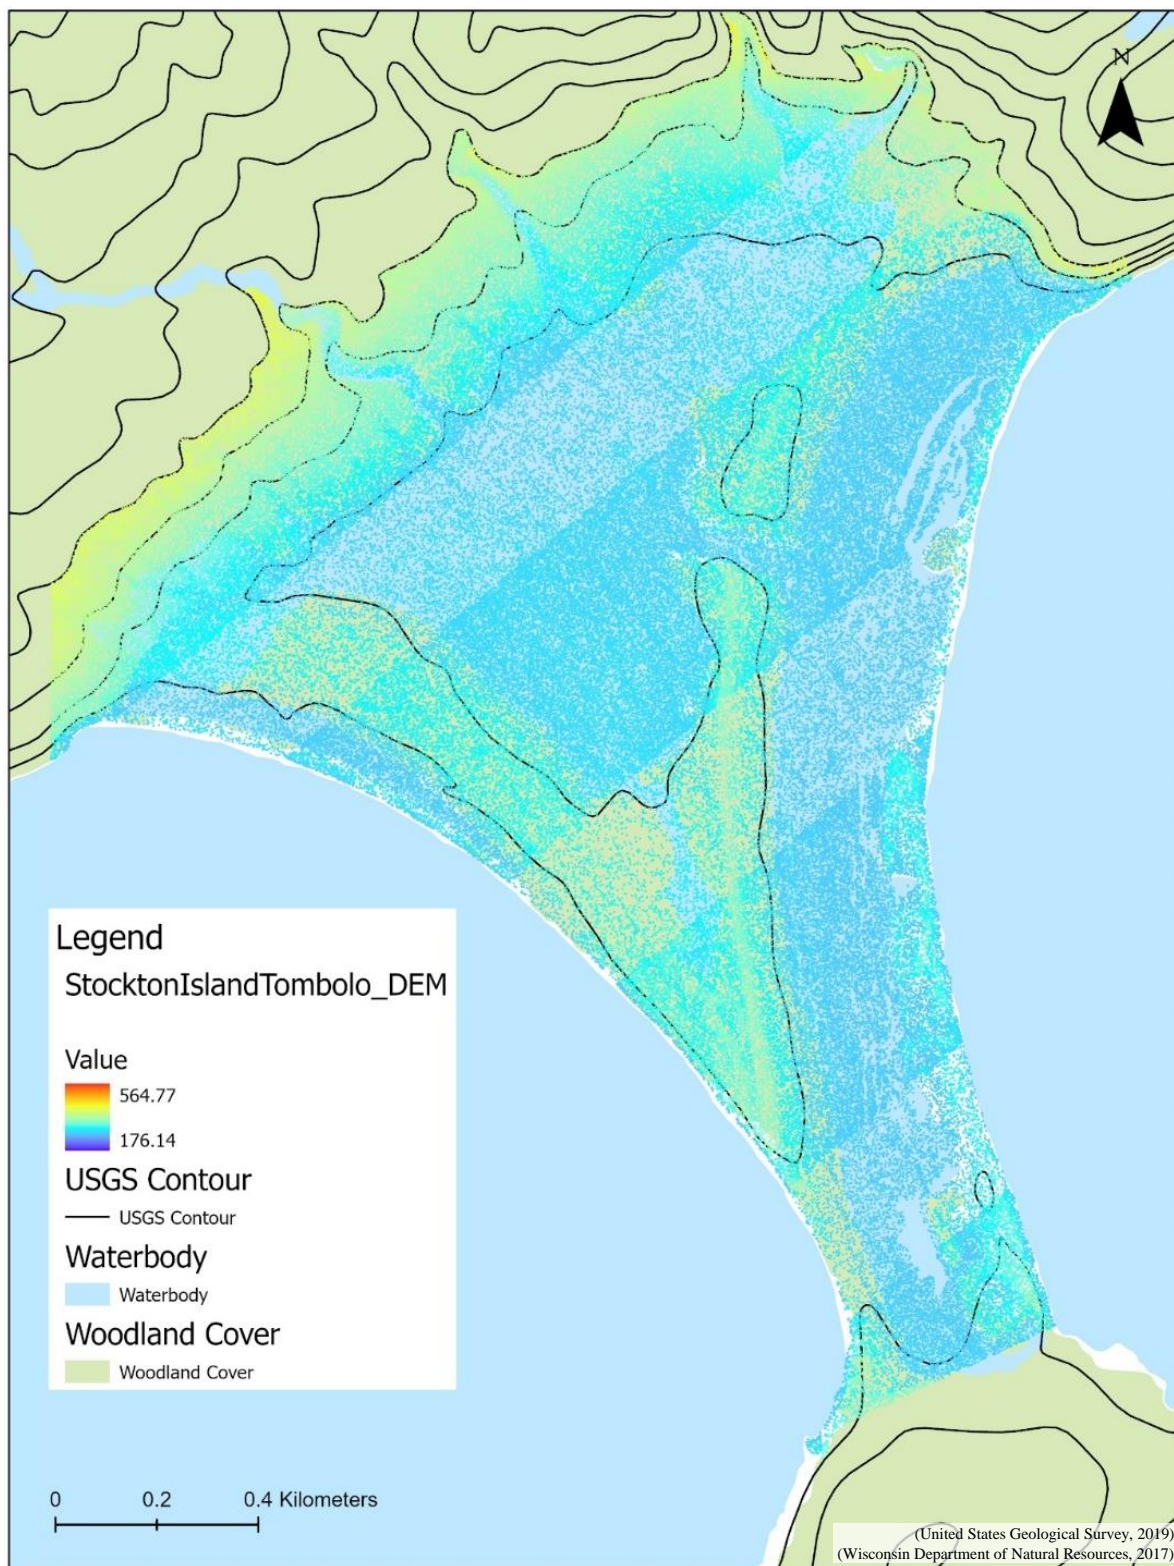 N
Legend
StocktonIslandTombolo_DEM
Value
564.77
176.14
USGS Contour
USGS Contour
Waterbody
Waterbody
Woodland Cover
Woodland Cover
0 0.2 0.4 Kilometers
(United States Geological Survey, 2019)
(Wisconsin Department of Natural Resources, 2017)